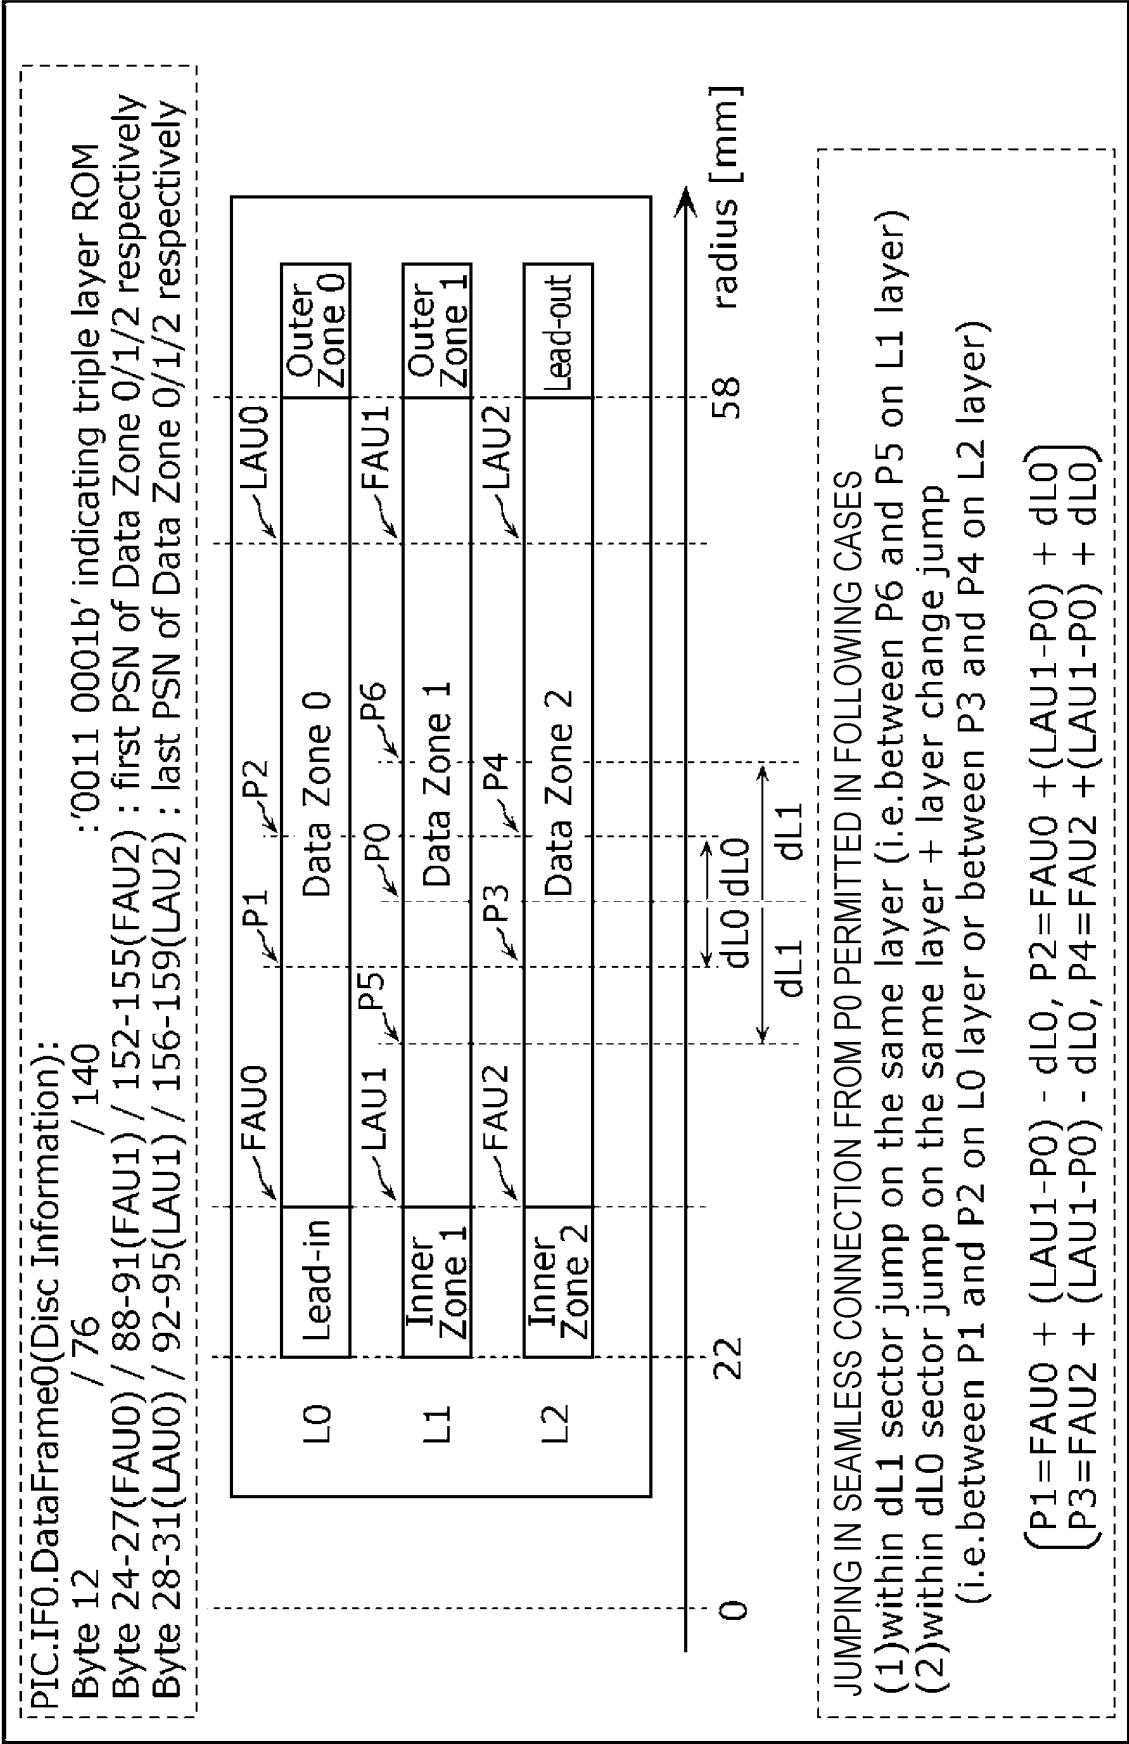 PIC.IF0.DataFrame0(Disc Information):
Byte 12 / 76 / 140 :'0011 0001b' indicating triple layer ROM
Byte 24-27(FAU0) / 88-91(FAU1) / 152-155(FAU2) : first PSN of Data Zone 0/1/2 respectively
Byte 28-31(LAU0) / 92-95(LAU1) / 156-159(LAU2) : last PSN of Data Zone 0/1/2 respectively
FAU0 P1 P2 LAU0
L0 Lead-in Data Zone 0 Outer Zone 0
LAU1 P5 P0 P6 FAU1
L1 Inner Zone 1 Data Zone 1 Outer Zone 1
FAU2 P3 P4 LAU2
L2 Inner Zone 2 Data Zone 2 Lead-out
0 22 58 radius [mm]
dL0 dL0
dL1 dL1
JUMPING IN SEAMLESS CONNECTION FROM P0 PERMITTED IN FOLLOWING CASES
(1)within dL1 sector jump on the same layer (i.e.between P6 and P5 on L1 layer)
(2)within dL0 sector jump on the same layer + layer change jump
(i.e.between P1 and P2 on L0 layer or between P3 and P4 on L2 layer)
(P1=FAU0 + (LAU1-P0) - dL0, P2=FAU0 +(LAU1-P0) + dL0
P3=FAU2 + (LAU1-P0) - dL0, P4=FAU2 +(LAU1-P0) + dL0)